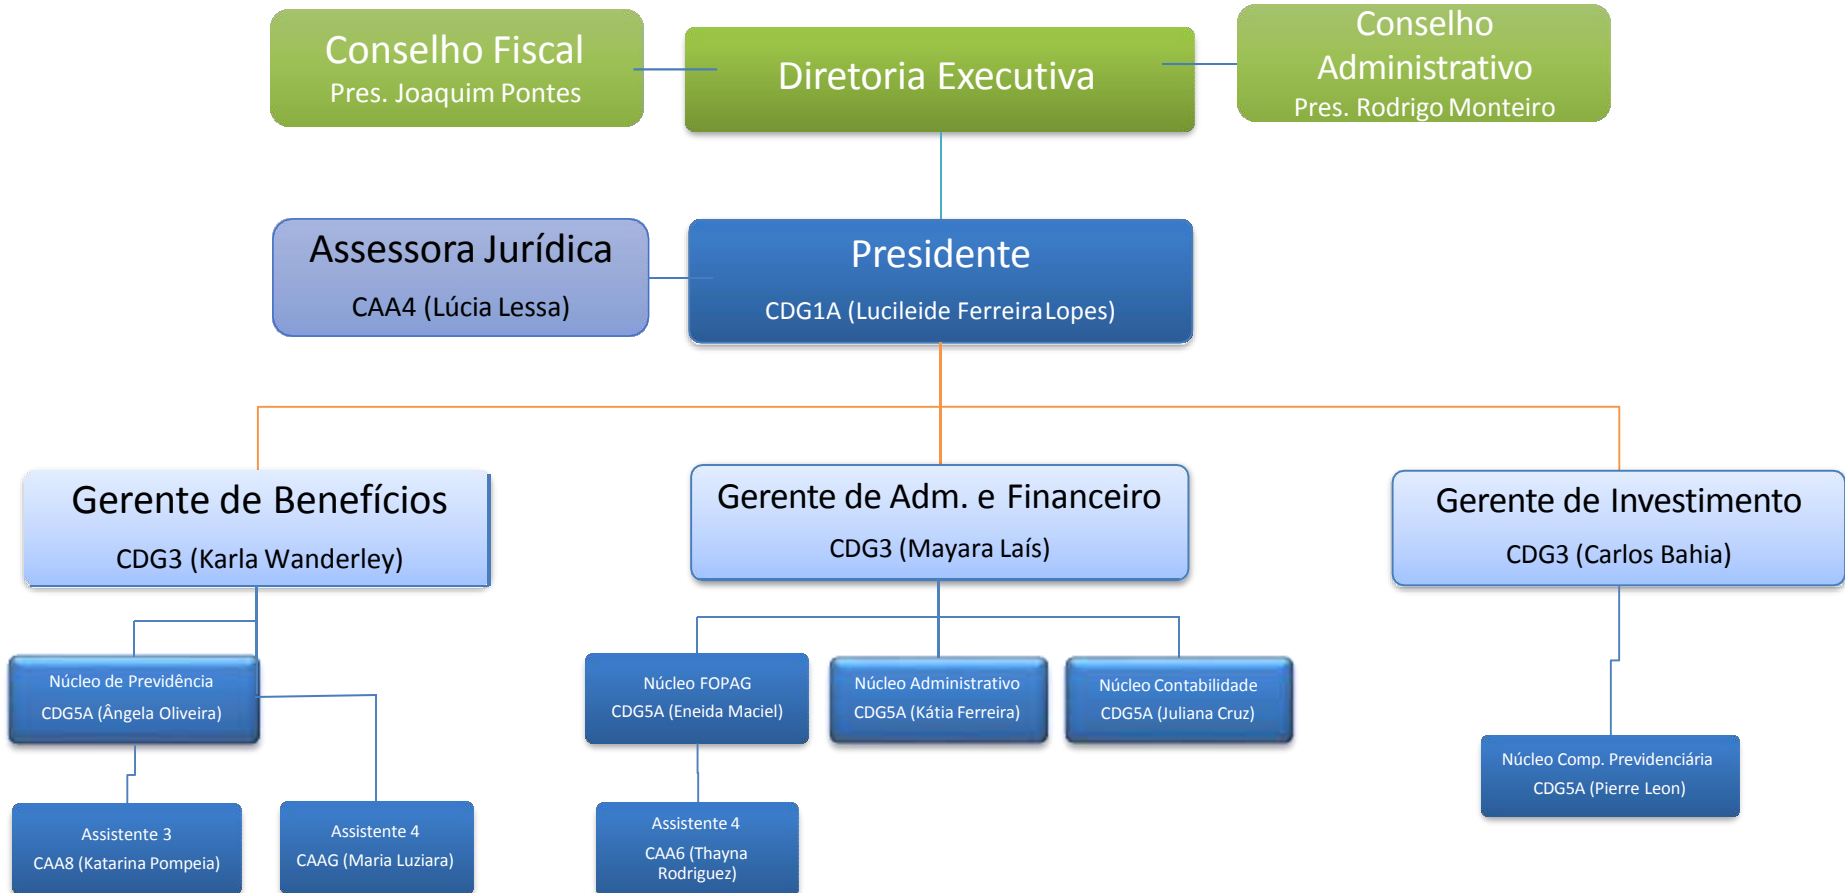 Conselho Fiscal
Pres. Joaquim Pontes
Diretoria Executiva
Conselho
Administrativo
Pres. Rodrigo Monteiro
Assessora Jurídica
CAA4 (Lúcia Lessa)
Presidente
CDG1A (Lucileide FerreiraLopes)
Gerente de Benefícios
CDG3 (Karla Wanderley)
Gerente de Adm. e Financeiro
CDG3 (Mayara Laís)
Gerente de Investimento
CDG3 (Carlos Bahia)
Núcleo de Previdência
CDG5A (Ângela Oliveira)
Núcleo FOPAG
CDG5A (Eneida Maciel)
Núcleo Administrativo
CDG5A (Kátia Ferreira)
Núcleo Contabilidade
CDG5A (Juliana Cruz)
Núcleo Comp. Previdenciária
CDG5A (Pierre Leon)
Assistente 3
CAA8 (Katarina Pompeia)
Assistente 4
CAAG (Maria Luziara)
Assistente 4
CAA6 (Thayna
Rodriguez)